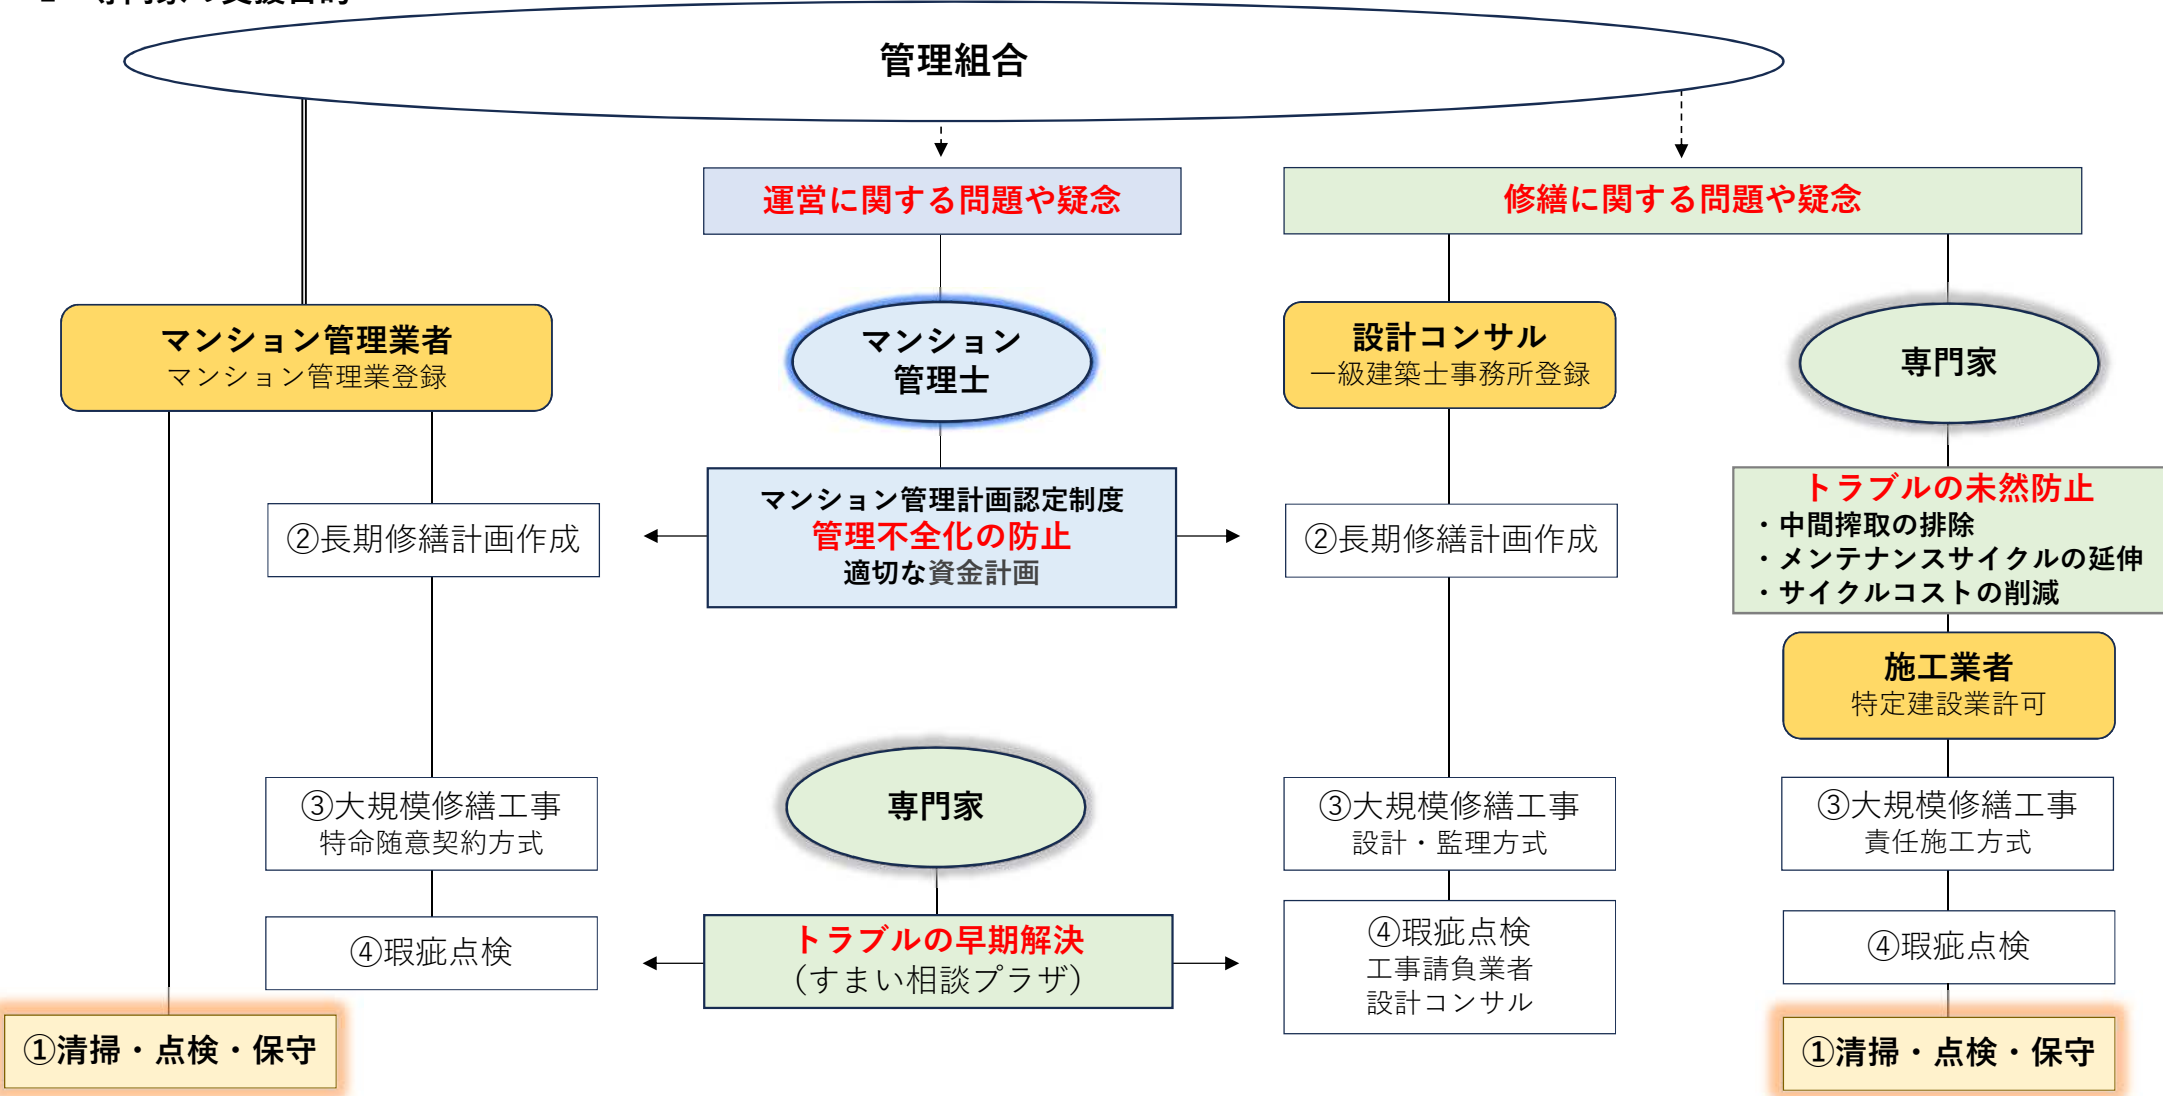 管理組合
運営に関する問題や疑念
修繕に関する問題や疑念
マンション管理業者
マンション管理業登録
マンション
管理士
設計コンサル
一級建築士事務所登録
専門家
②長期修繕計画作成
マンション管理計画認定制度
管理不全化の防止
適切な資金計画
②長期修繕計画作成
トラブルの未然防止
・中間搾取の排除
・メンテナンスサイクルの延伸
・サイクルコストの削減
施工業者
特定建設業許可
③大規模修繕工事
特命随意契約方式
専門家
③大規模修繕工事
設計・監理方式
③大規模修繕工事
責任施工方式
④瑕疵点検
トラブルの早期解決
（すまい相談プラザ）
④瑕疵点検
工事請負業者
設計コンサル
④瑕疵点検
①清掃・点検・保守
①清掃・点検・保守